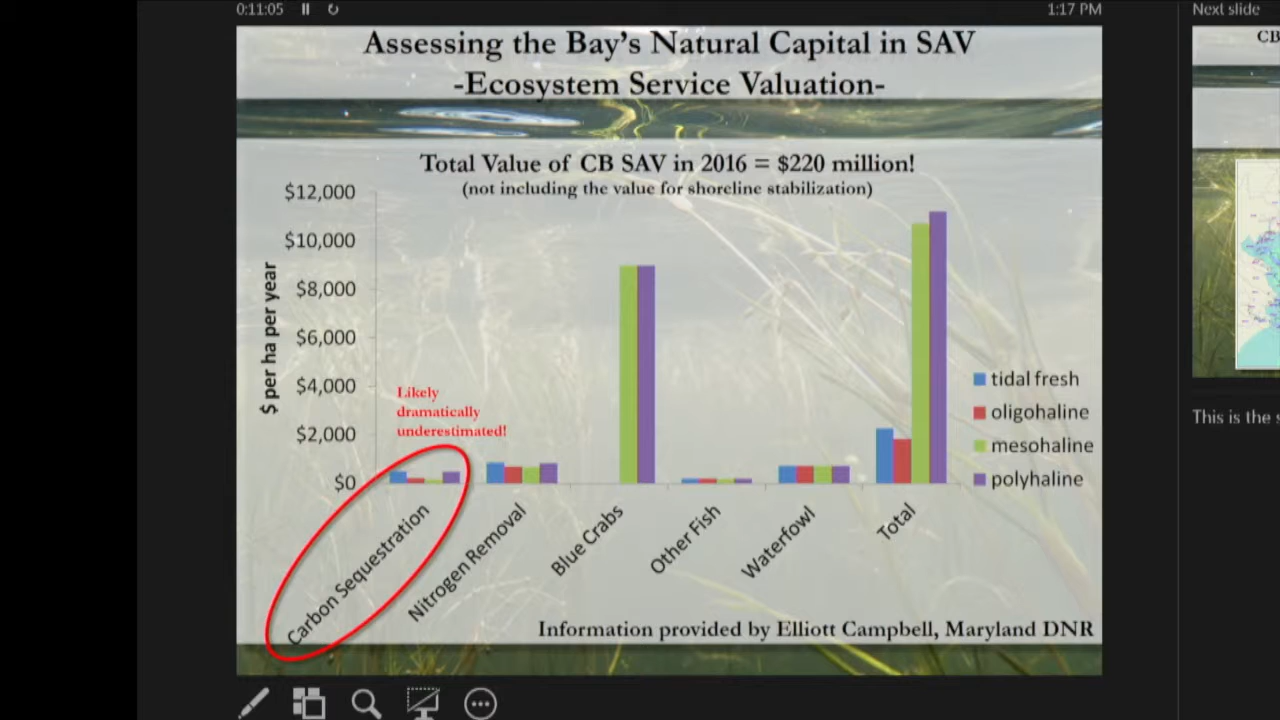 0:11:05
1:17 PM
Next slide
Assessing the Bay's Natural Capital in SAV
-Ecosystem Service Valuation-
CB
Total Value of CB SAV in 2016 = $220 million!
(not including the value for shoreline stabilization)
$12,000
$10,000
$8,000
$6,000
$4,000
$2,000
$0
$ per ha per year
Likely
dramatically
underestimated!
tidal fresh
oligohaline
mesohaline
polyhaline
Carbon Sequestration
Nitrogen Removal
Blue Crabs
Other Fish
Waterfowl
Total
Information provided by Elliott Campbell, Maryland DNR
This is the